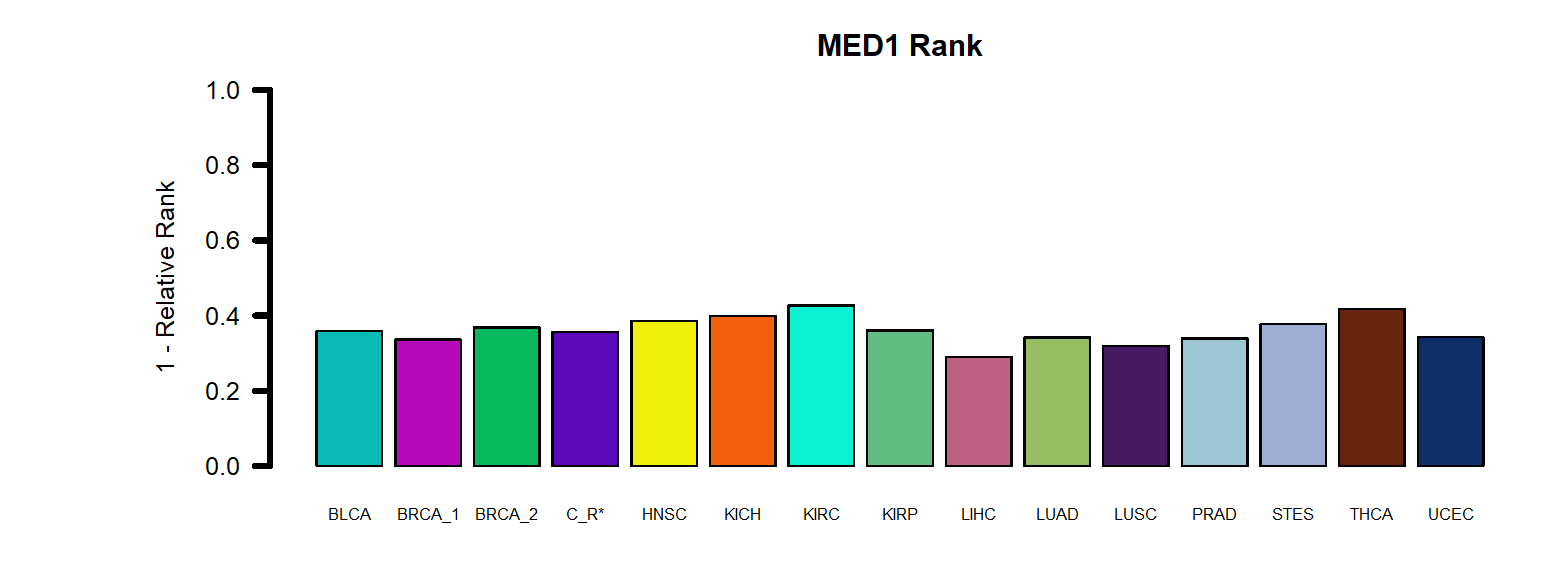 MED1 Rank
1 - Relative Rank
1.0
0.8
0.6
0.4
0.2
0.0
BLCA BRCA_1 BRCA_2 C_R* HNSC KICH KIRC KIRP LIHC LUAD LUSC PRAD STES THCA UCEC